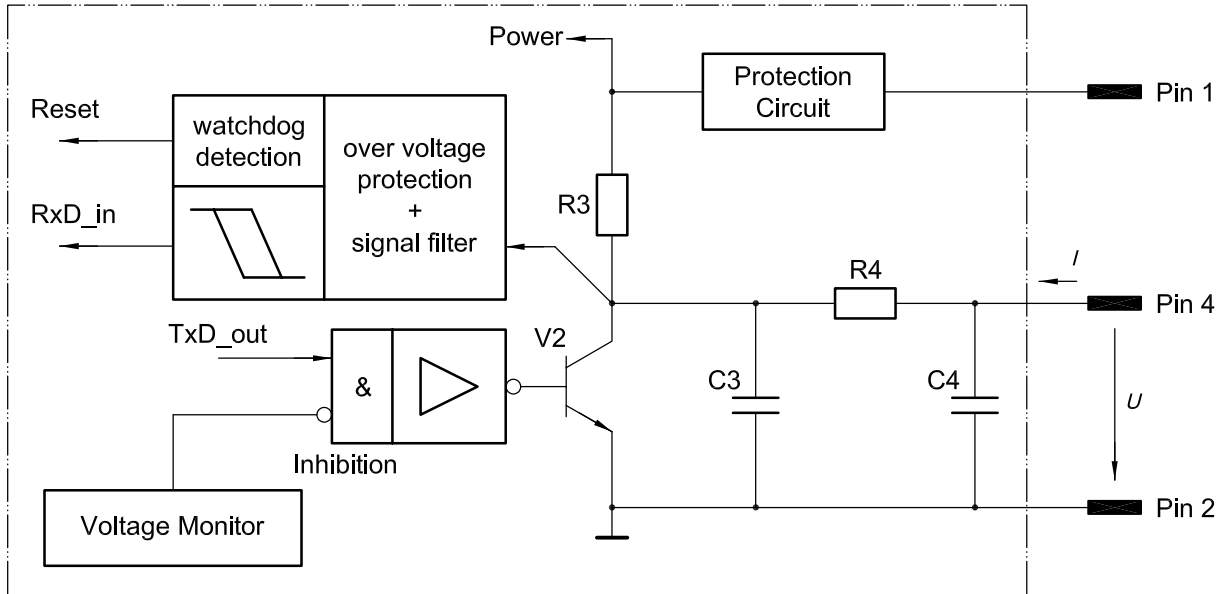 Power
Protection
Circuit
Pin 1
Reset
watchdog
detection
over voltage
protection
+
signal filter
R3
RxD_in
R4
I
Pin 4
TxD_out
V2
&
C3
C4
U
Inhibition
Voltage Monitor
Pin 2